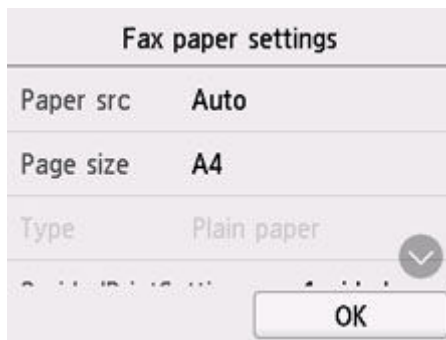 Fax paper settings
Paper src Auto
Page size A4
Type Plain paper
OK